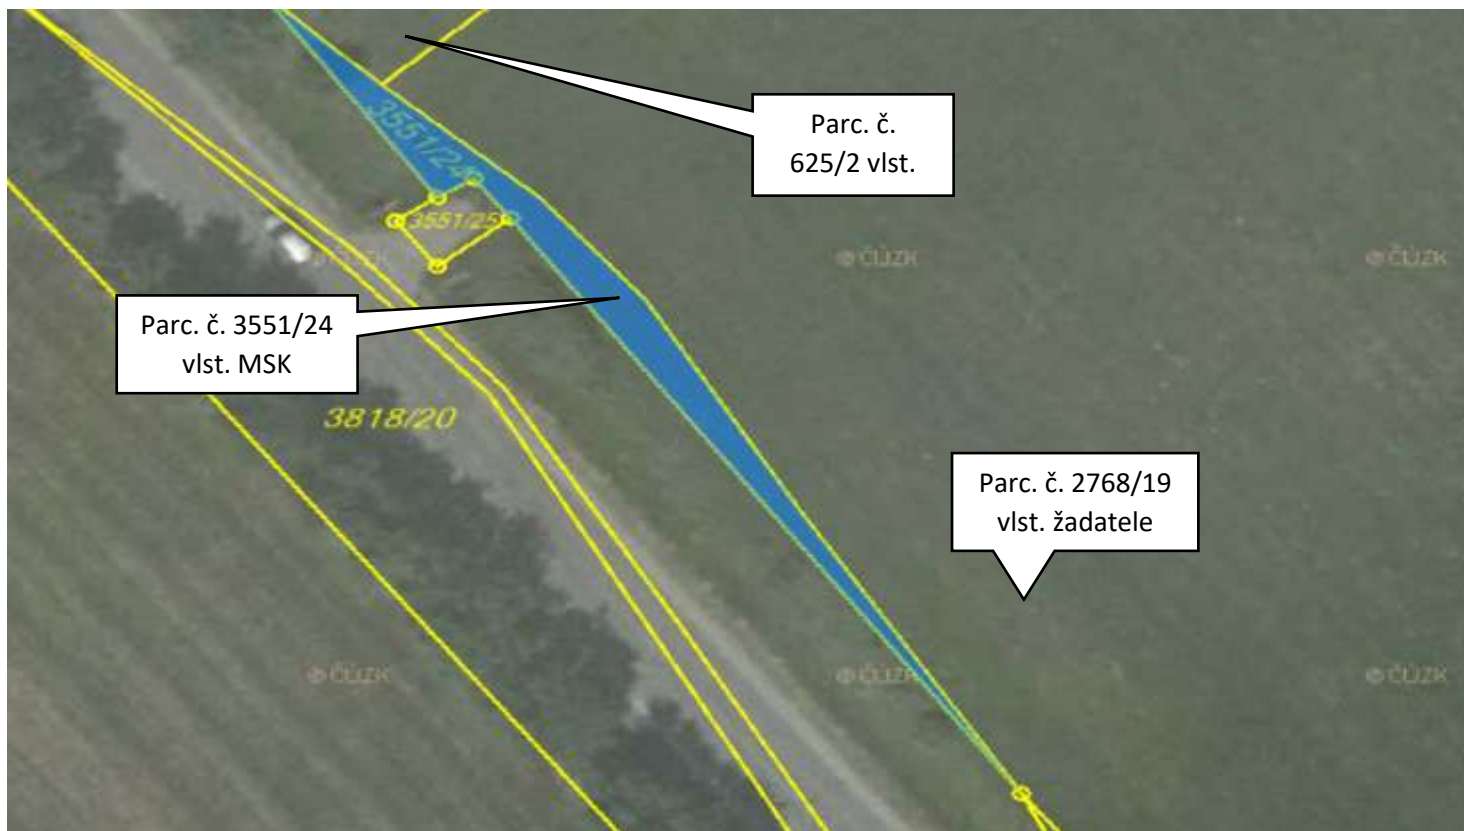 Parc. č.
625/2 vlst.
3551/24
3551/25
© ČÚZK
© ČÚZK
© ČÚZK
Parc. č. 3551/24
vlst. MSK
3818/20
Parc. č. 2768/19
vlst. žadatele
© ČÚZK
© ČÚZK
© ČÚZK